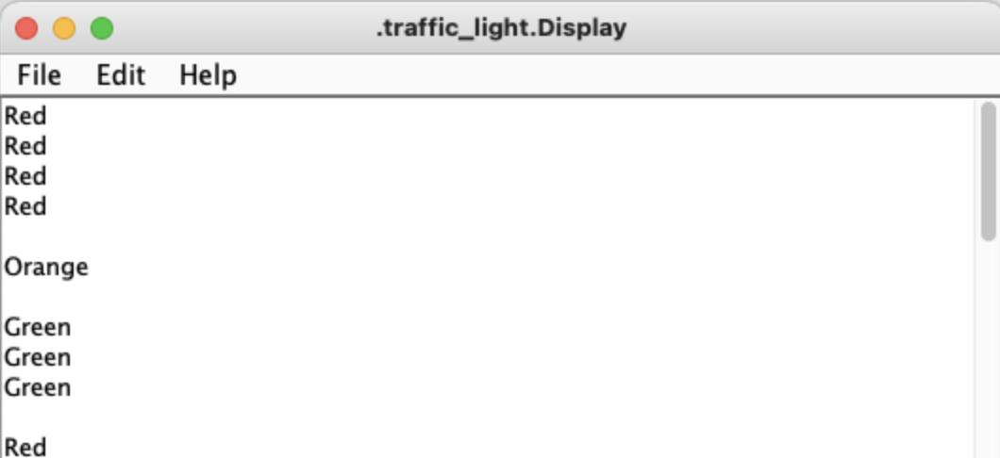 .traffic_light.Display
File Edit Help
Red
Red
Red
Red
Orange
Green
Green
Green
Red